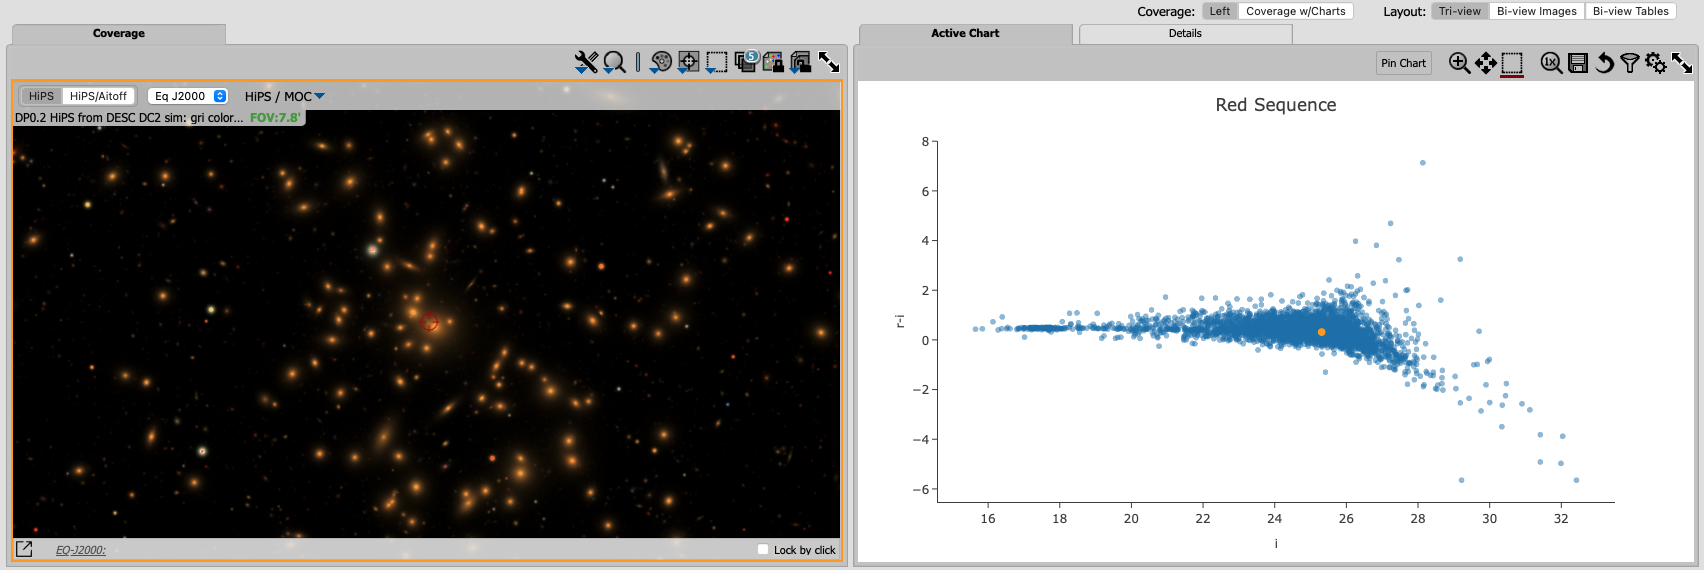 Coverage: Left Coverage w/Charts Layout: Tri-view Bi-view Images Bi-view Tables
Coverage
Active Chart Details
5
Pin Chart 1x
HiPS HiPS/Aitoff Eq J2000 HiPS / MOC
DP0.2 HiPS from DESC DC2 sim: gri color... FOV:7.8'
EQ-J2000: Lock by click
Red Sequence
8
6
4
2
0
−2
−4
−6
r-i
16 18 20 22 24 26 28 30 32
i